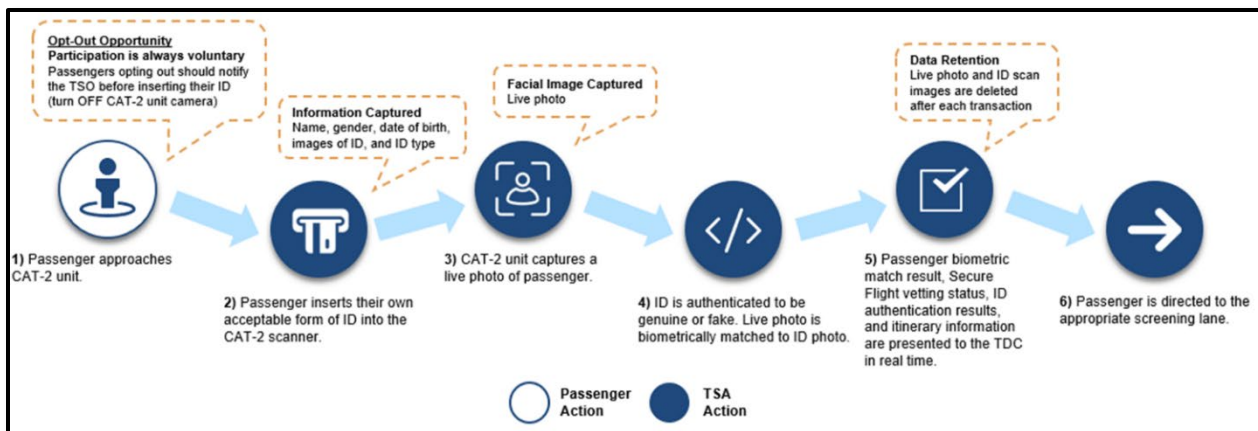 Opt-Out Opportunity
Participation is always voluntary
Passengers opting out should notify
the TSO before inserting their ID
(turn OFF CAT-2 unit camera)
1) Passenger approaches
CAT-2 unit.
Information Captured
Name, gender, date of birth,
images of ID, and ID type
2) Passenger inserts their own
acceptable form of ID into the
CAT-2 scanner.
Facial Image Captured
Live photo
3) CAT-2 unit captures a
live photo of passenger.
</>
4) ID is authenticated to be
genuine or fake. Live photo is
biometrically matched to ID photo.
Data Retention
Live photo and ID scan
images are deleted
after each transaction
5) Passenger biometric
match result, Secure
Flight vetting status, ID
authentication results,
and itinerary information
are presented to the TDC
in real time.
6) Passenger is directed to the
appropriate screening lane.
Passenger
Action
TSA
Action